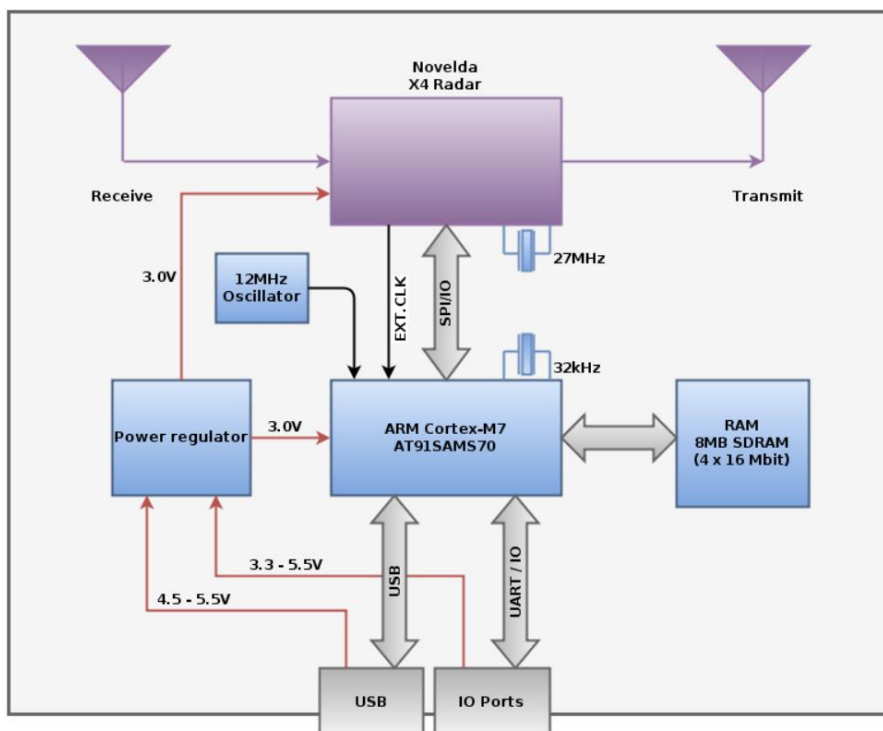 Novelda
X4 Radar
Receive
Transmit
3.0V
12MHz
Oscillator
EXT.CLK
SPI/IO
27MHz
32kHz
Power regulator
3.0V
ARM Cortex-M7
AT91SAMS70
RAM
8MB SDRAM
(4 x 16 Mbit)
3.3 - 5.5V
4.5 - 5.5V
USB
UART / IO
USB
IO Ports